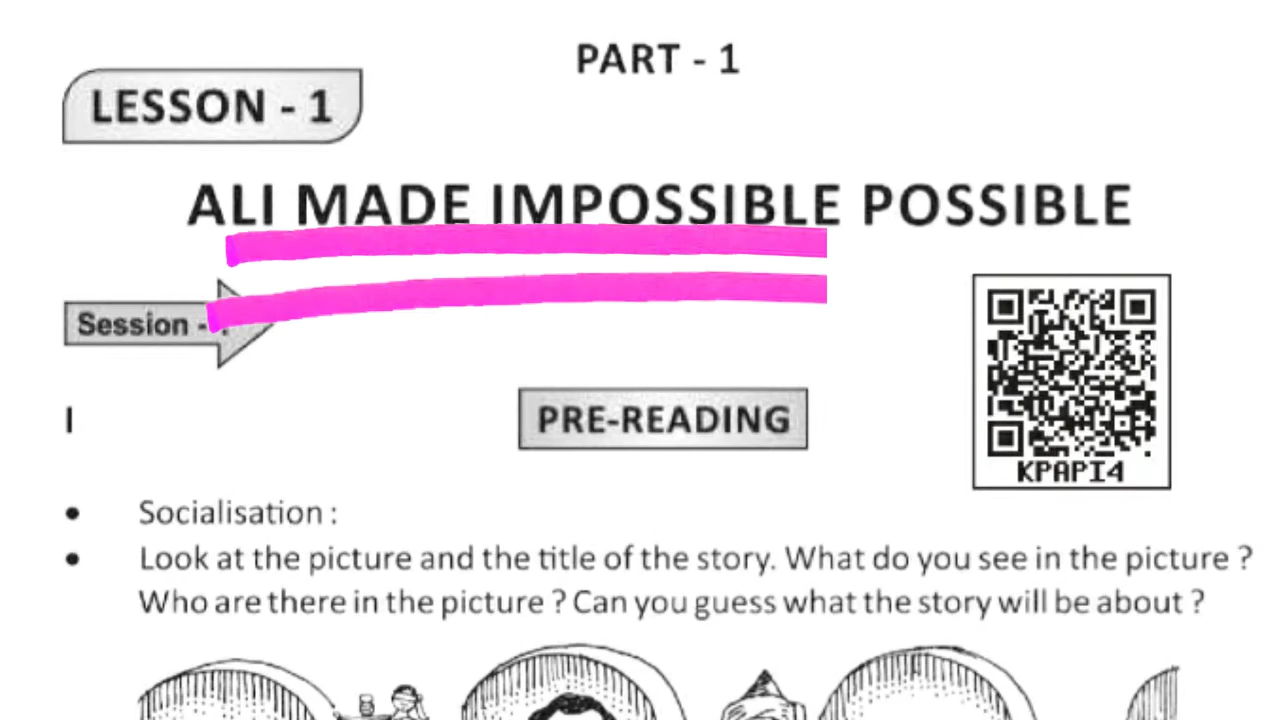 PART - 1
LESSON - 1
ALI MADE IMPOSSIBLE POSSIBLE
Session -
I
PRE-READING
KPAPI4
• Socialisation :
• Look at the picture and the title of the story. What do you see in the picture ?
Who are there in the picture ? Can you guess what the story will be about ?